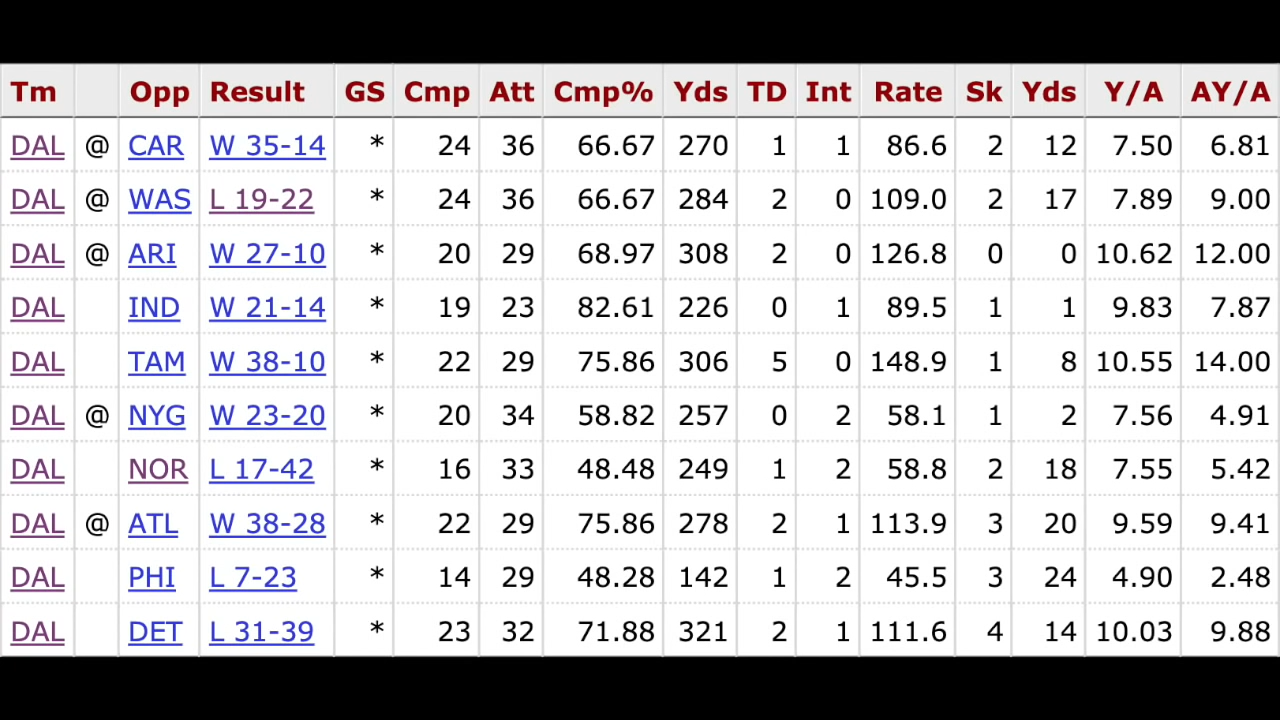 Tm Opp Result GS Cmp Att Cmp% Yds TD Int Rate Sk Yds Y/A AY/A
DAL @ CAR W 35-14 * 24 36 66.67 270 1 1 86.6 2 12 7.50 6.81
DAL @ WAS L 19-22 * 24 36 66.67 284 2 0 109.0 2 17 7.89 9.00
DAL @ ARI W 27-10 * 20 29 68.97 308 2 0 126.8 0 0 10.62 12.00
DAL IND W 21-14 * 19 23 82.61 226 0 1 89.5 1 1 9.83 7.87
DAL TAM W 38-10 * 22 29 75.86 306 5 0 148.9 1 8 10.55 14.00
DAL @ NYG W 23-20 * 20 34 58.82 257 0 2 58.1 1 2 7.56 4.91
DAL NOR L 17-42 * 16 33 48.48 249 1 2 58.8 2 18 7.55 5.42
DAL @ ATL W 38-28 * 22 29 75.86 278 2 1 113.9 3 20 9.59 9.41
DAL PHI L 7-23 * 14 29 48.28 142 1 2 45.5 3 24 4.90 2.48
DAL DET L 31-39 * 23 32 71.88 321 2 1 111.6 4 14 10.03 9.88